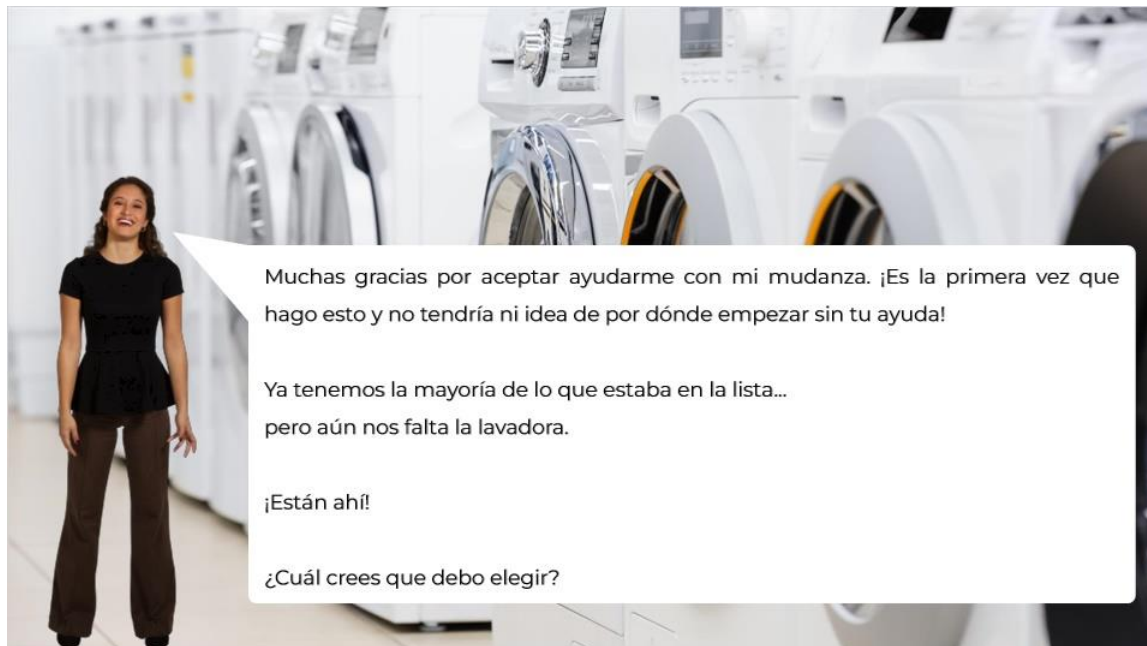 Muchas gracias por aceptar ayudarme con mi mudanza. ¡Es la primera vez que
hago esto y no tendría ni idea de por dónde empezar sin tu ayuda!
Ya tenemos la mayoría de lo que estaba en la lista...
pero aún nos falta la lavadora.
¡Están ahí!
¿Cuál crees que debo elegir?